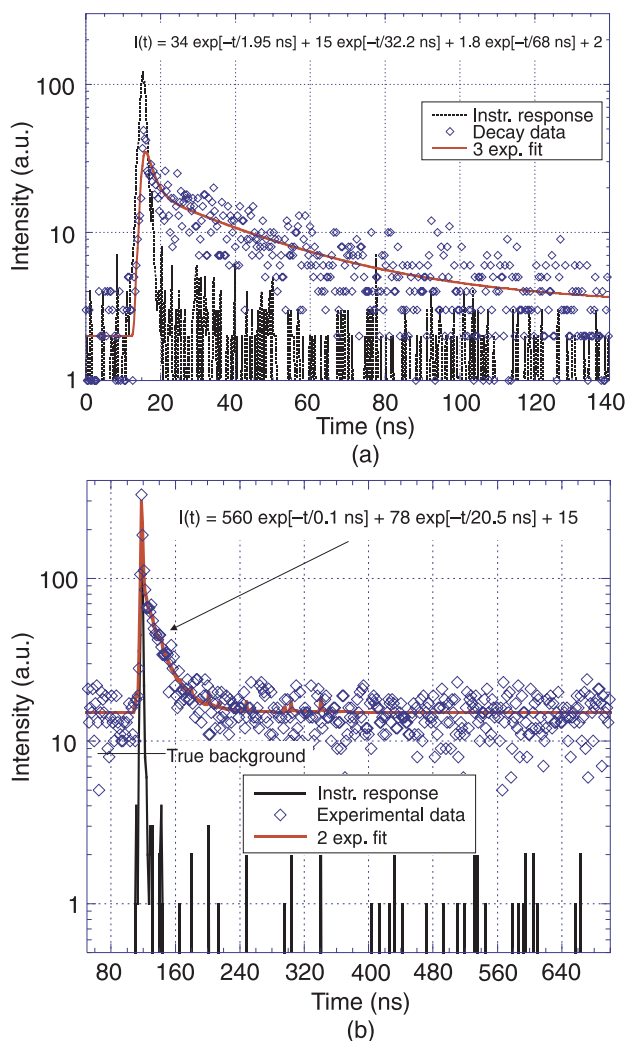 I(t) = 34 exp[–t/1.95 ns] + 15 exp[–t/32.2 ns] + 1.8 exp[–t/68 ns] + 2
100
10
1
Intensity (a.u.)
Instr. response
Decay data
3 exp. fit
0 20 40 60 80 100 120 140
Time (ns)
(a)
I(t) = 560 exp[–t/0.1 ns] + 78 exp[–t/20.5 ns] + 15
100
10
1
Intensity (a.u.)
True background
Instr. response
Experimental data
2 exp. fit
80 160 240 320 400 480 560 640
Time (ns)
(b)